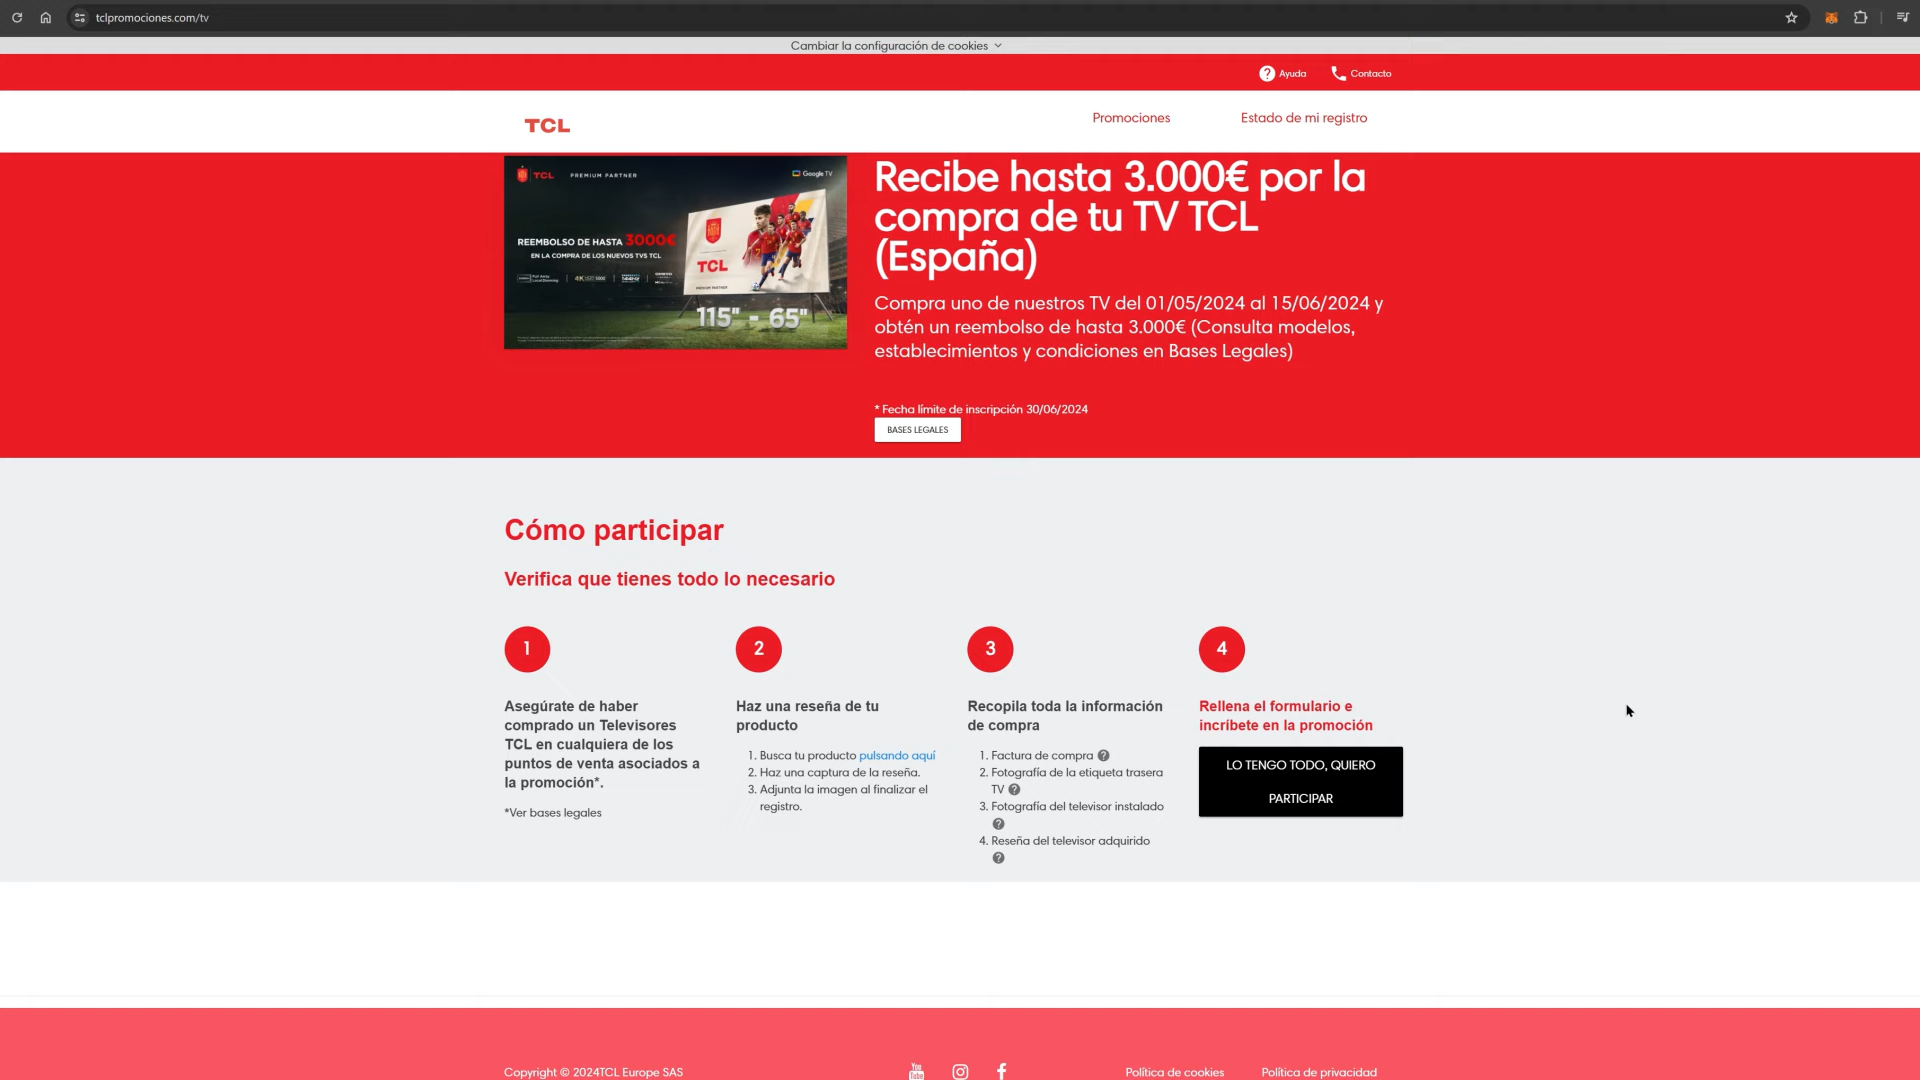 tclpromociones.com/tv
Cambiar la configuración de cookies
Ayuda
Contacto
TCL
Promociones
Estado de mi registro
TCL
PREMIUM PARTNER
Google TV
REEMBOLSO DE HASTA 3000€
EN LA COMPRA DE LOS NUEVOS TVS TCL
TCL
115" - 65"
Recibe hasta 3.000€ por la
compra de tu TV TCL
(España)
Compra uno de nuestros TV del 01/05/2024 al 15/06/2024 y
obtén un reembolso de hasta 3.000€ (Consulta modelos,
establecimientos y condiciones en Bases Legales)
* Fecha límite de inscripción 30/06/2024
BASES LEGALES
Cómo participar
Verifica que tienes todo lo necesario
1
Asegúrate de haber
comprado un Televisores
TCL en cualquiera de los
puntos de venta asociados a
la promoción*.
*Ver bases legales
2
Haz una reseña de tu
producto
1. Busca tu producto pulsando aquí
2. Haz una captura de la reseña.
3. Adjunta la imagen al finalizar el
registro.
3
Recopila toda la información
de compra
1. Factura de compra
2. Fotografía de la etiqueta trasera
TV
3. Fotografía del televisor instalado
4. Reseña del televisor adquirido
4
Rellena el formulario e
incríbete en la promoción
LO TENGO TODO, QUIERO
PARTICIPAR
Copyright © 2024TCL Europe SAS
Política de cookies
Política de privacidad